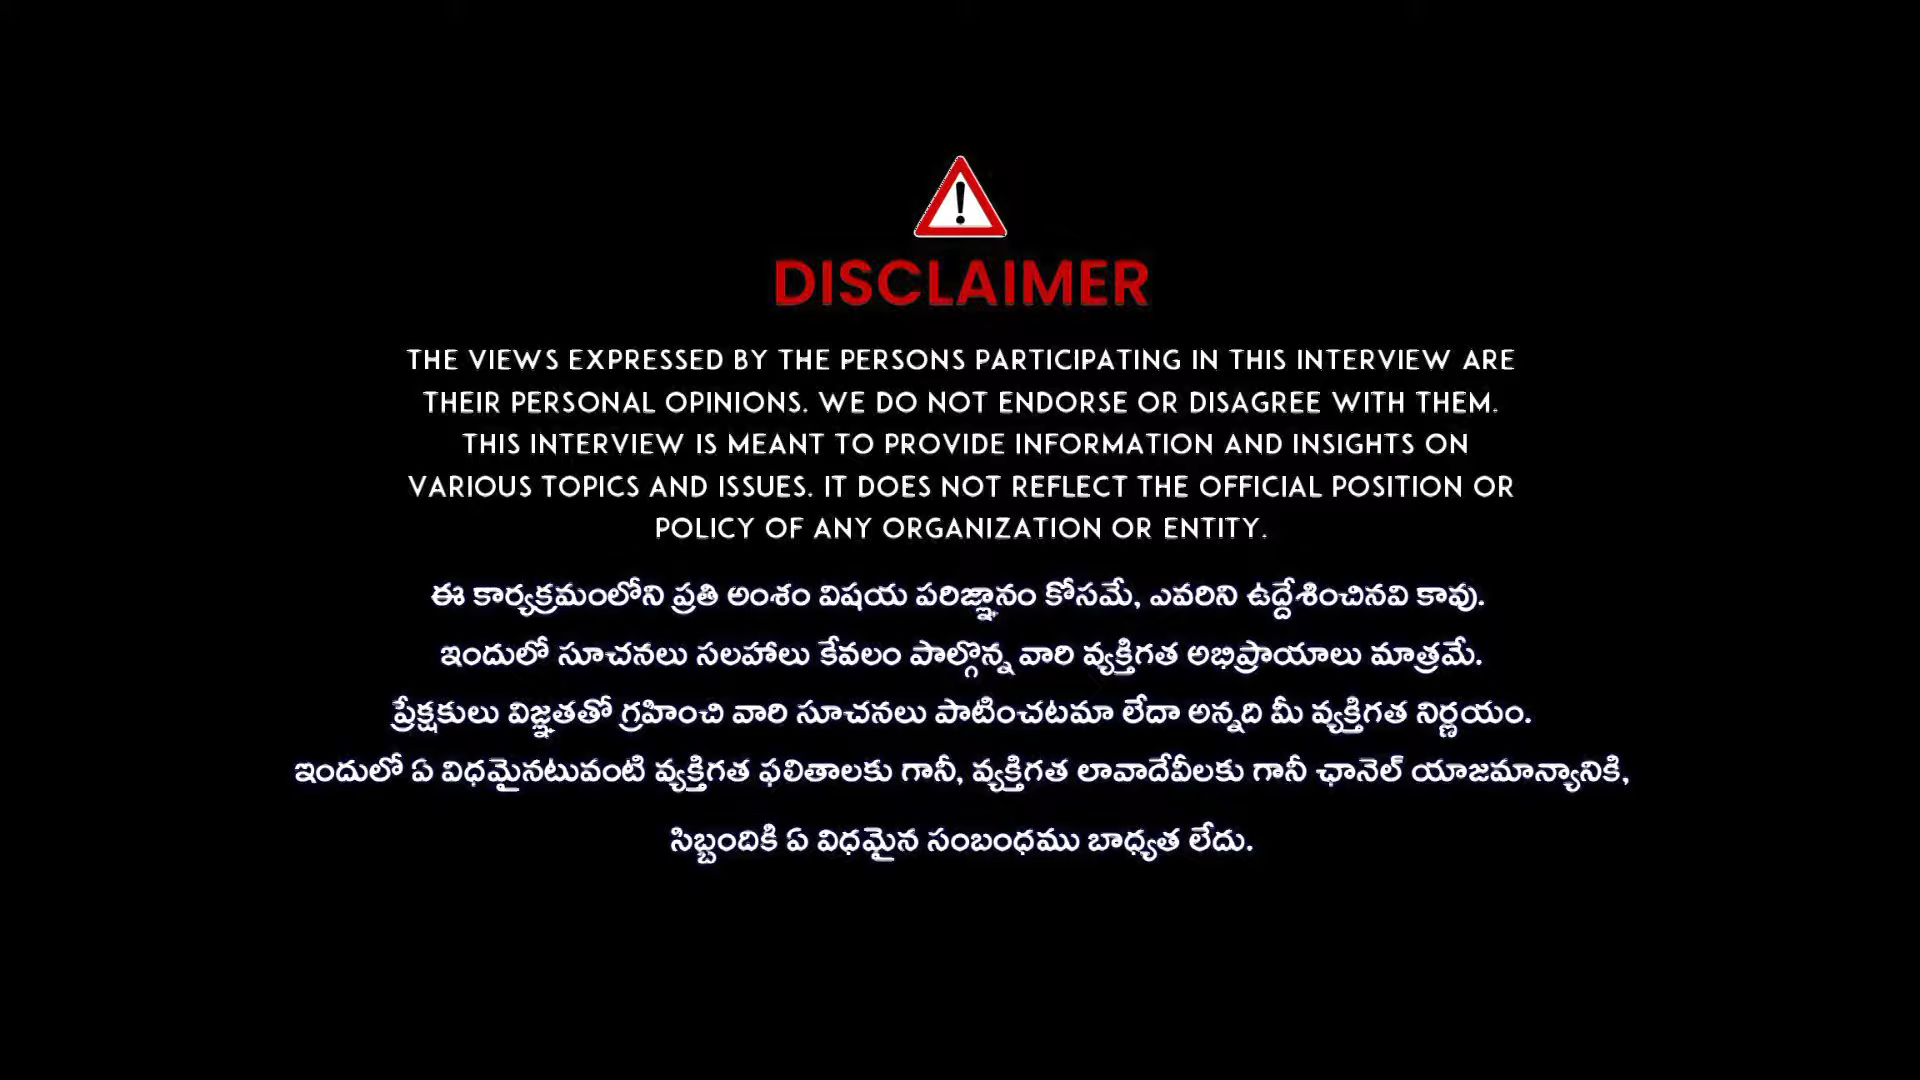 DISCLAIMER
THE VIEWS EXPRESSED BY THE PERSONS PARTICIPATING IN THIS INTERVIEW ARE
THEIR PERSONAL OPINIONS. WE DO NOT ENDORSE OR DISAGREE WITH THEM.
THIS INTERVIEW IS MEANT TO PROVIDE INFORMATION AND INSIGHTS ON
VARIOUS TOPICS AND ISSUES. IT DOES NOT REFLECT THE OFFICIAL POSITION OR
POLICY OF ANY ORGANIZATION OR ENTITY.
ఈ కార్యక్రమంలోని ప్రతి అంశం విషయ పరిజ్ఞానం కోసమే, ఎవరిని ఉద్దేశించినవి కావు.
ఇందులో సూచనలు సలహాలు కేవలం పాల్గొన్న వారి వ్యక్తిగత అభిప్రాయాలు మాత్రమే.
ప్రేక్షకులు విజ్ఞతతో గ్రహించి వారి సూచనలు పాటించటమా లేదా అన్నది మీ వ్యక్తిగత నిర్ణయం.
ఇందులో ఏ విధమైనటువంటి వ్యక్తిగత ఫలితాలకు గానీ, వ్యక్తిగత లావాదేవీలకు గానీ ఛానెల్ యాజమాన్యానికి,
సిబ్బందికి ఏ విధమైన సంబంధము బాధ్యత లేదు.